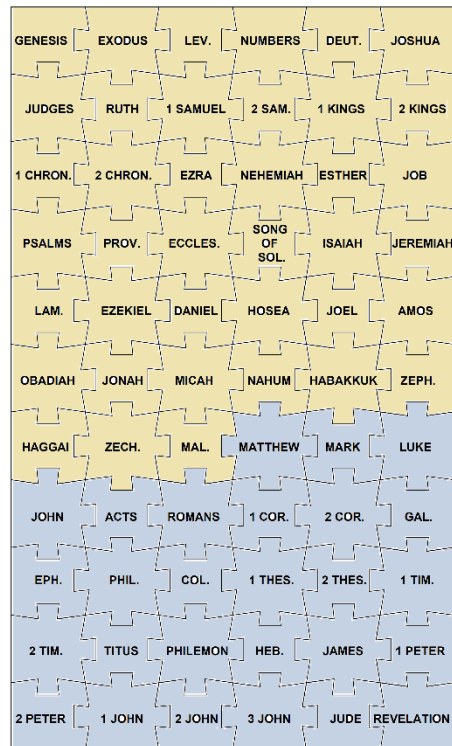 GENESIS EXODUS LEV. NUMBERS DEUT. JOSHUA
JUDGES RUTH 1 SAMUEL 2 SAM. 1 KINGS 2 KINGS
1 CHRON. 2 CHRON. EZRA NEHEMIAH ESTHER JOB
PSALMS PROV. ECCLES. SONG OF SOL. ISAIAH JEREMIAH
LAM. EZEKIEL DANIEL HOSEA JOEL AMOS
OBADIAH JONAH MICAH NAHUM HABAKKUK ZEPH.
HAGGAI ZECH. MAL. MATTHEW MARK LUKE
JOHN ACTS ROMANS 1 COR. 2 COR. GAL.
EPH. PHIL. COL. 1 THES. 2 THES. 1 TIM.
2 TIM. TITUS PHILEMON HEB. JAMES 1 PETER
2 PETER 1 JOHN 2 JOHN 3 JOHN JUDE REVELATION